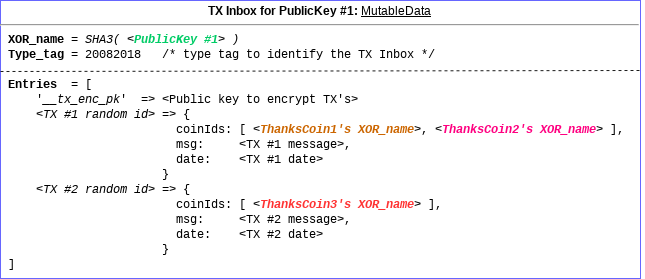 TX Inbox for PublicKey #1: MutableData
XOR_name = SHA3( <PublicKey #1> )
Type_tag = 20082018   /* type tag to identify the TX Inbox */
Entries  = [
    '__tx_enc_pk'  => <Public key to encrypt TX's>
    <TX #1 random id> => {
                        coinIds: [ <ThanksCoin1's XOR_name>, <ThanksCoin2's XOR_name> ],
                        msg:     <TX #1 message>,
                        date:    <TX #1 date>
                      }
    <TX #2 random id> => {
                        coinIds: [ <ThanksCoin3's XOR_name> ],
                        msg:     <TX #2 message>,
                        date:    <TX #2 date>
                      }
]